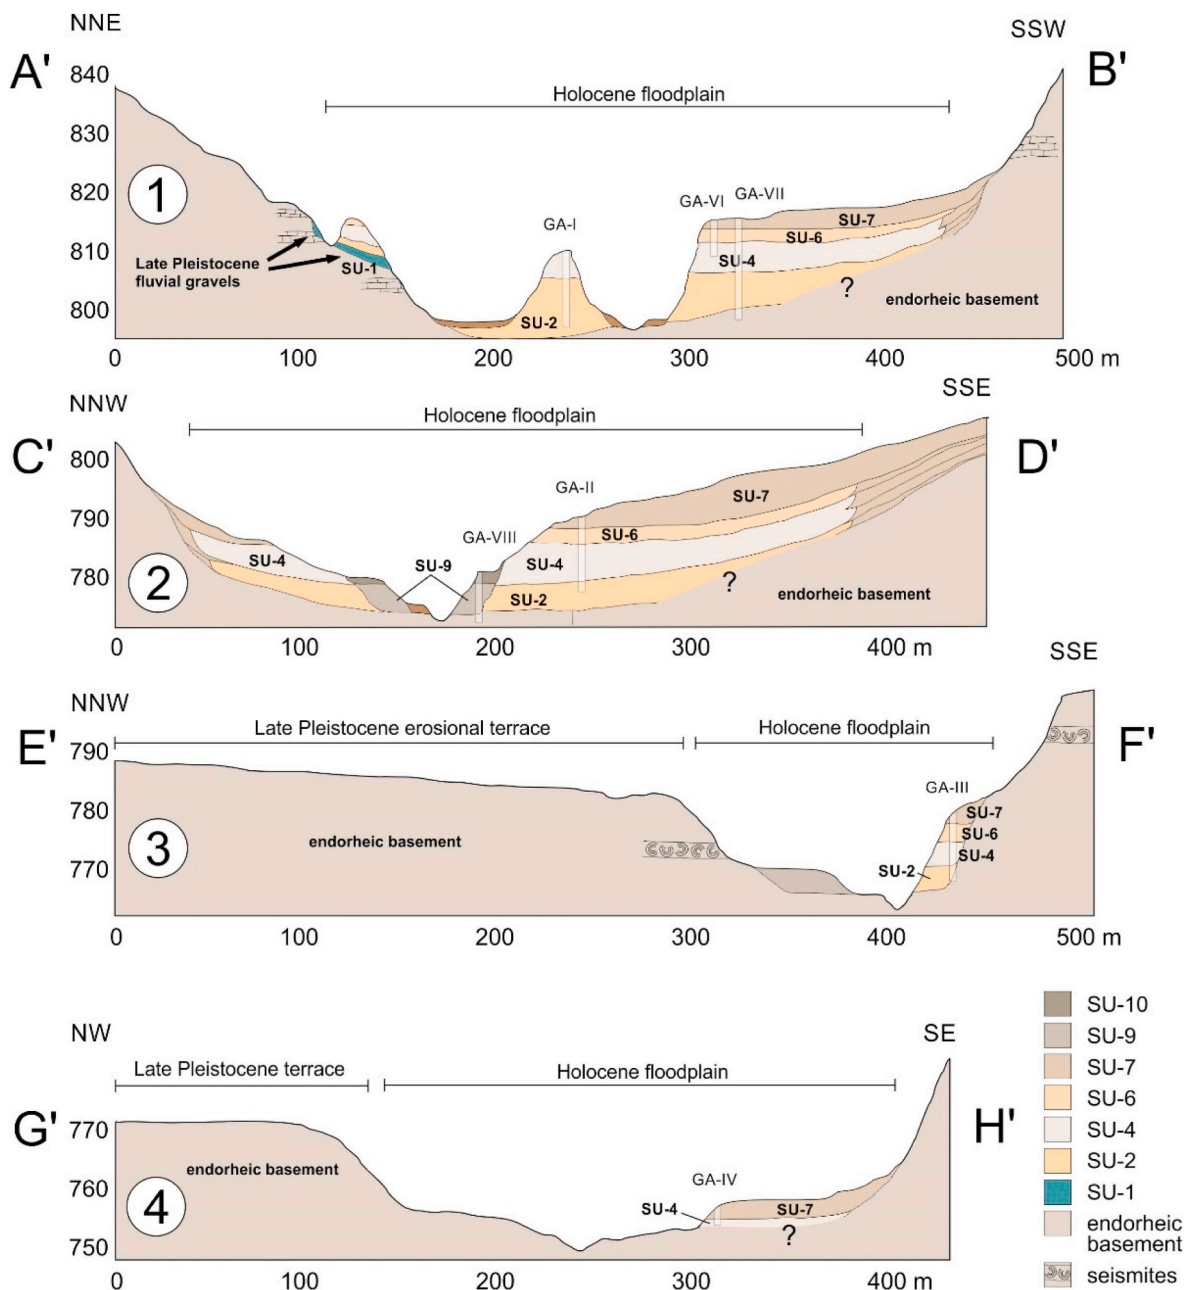 NNE
SSW
A'
B'
840
830
820
810
800
Holocene floodplain
1
GA-I
GA-VI
GA-VII
SU-7
SU-6
SU-4
Late Pleistocene
fluvial gravels
SU-1
SU-2
?
endorheic basement
0
100
200
300
400
500 m
NNW
SSE
C'
D'
800
790
780
Holocene floodplain
2
GA-II
GA-VIII
SU-7
SU-6
SU-4
SU-9
SU-4
SU-2
?
endorheic basement
0
100
200
300
400 m
NNW
SSE
E'
F'
790
780
770
Late Pleistocene erosional terrace
Holocene floodplain
3
endorheic basement
GA-III
SU-7
SU-6
SU-4
SU-2
0
100
200
300
400
500 m
NW
SE
G'
H'
770
760
750
Late Pleistocene terrace
Holocene floodplain
4
endorheic basement
GA-IV
SU-4
SU-7
?
0
100
200
300
400 m
SU-10
SU-9
SU-7
SU-6
SU-4
SU-2
SU-1
endorheic
basement
seismites